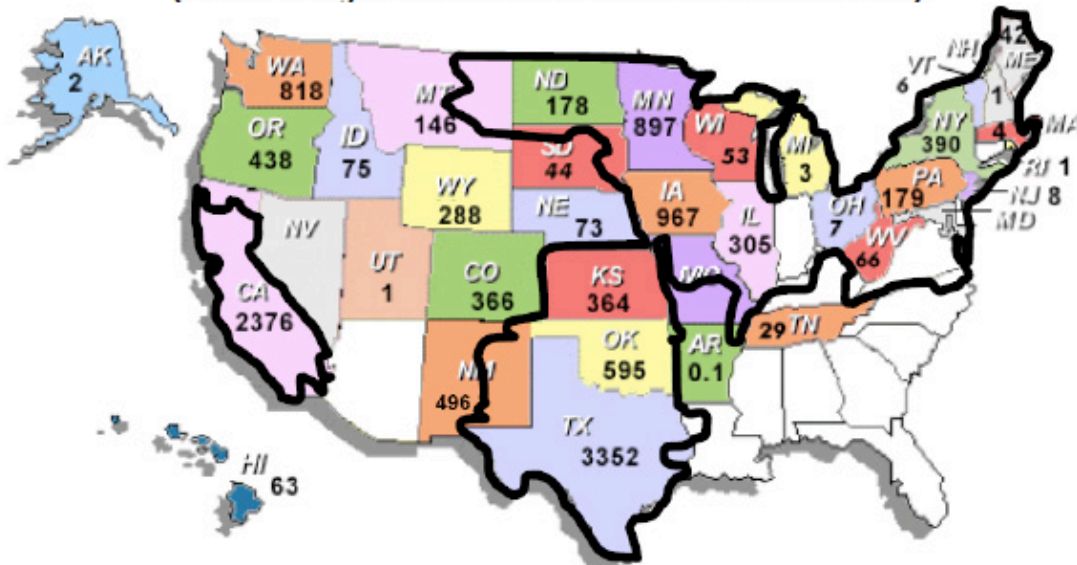 AK
2
WA
818
OR
438
ID
75
MT
146
ND
178
MN
897
WI
53
MI
3
SD
44
WY
288
NE
73
IA
967
IL
305
OH
7
NY
390
PA
179
WV
66
VT
6
NH
1
42
ME
4
MA
RI 1
NJ 8
MD
NV
UT
1
CO
366
KS
364
MO
CA
2376
NM
496
OK
595
AR
0.1
29 TN
TX
3352
HI
63